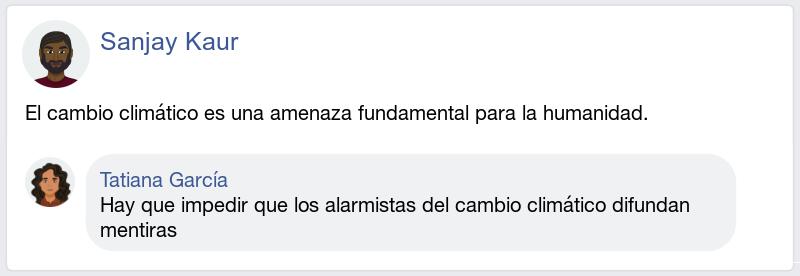 Sanjay Kaur
El cambio climático es una amenaza fundamental para la humanidad.
Tatiana García
Hay que impedir que los alarmistas del cambio climático difundan
mentiras